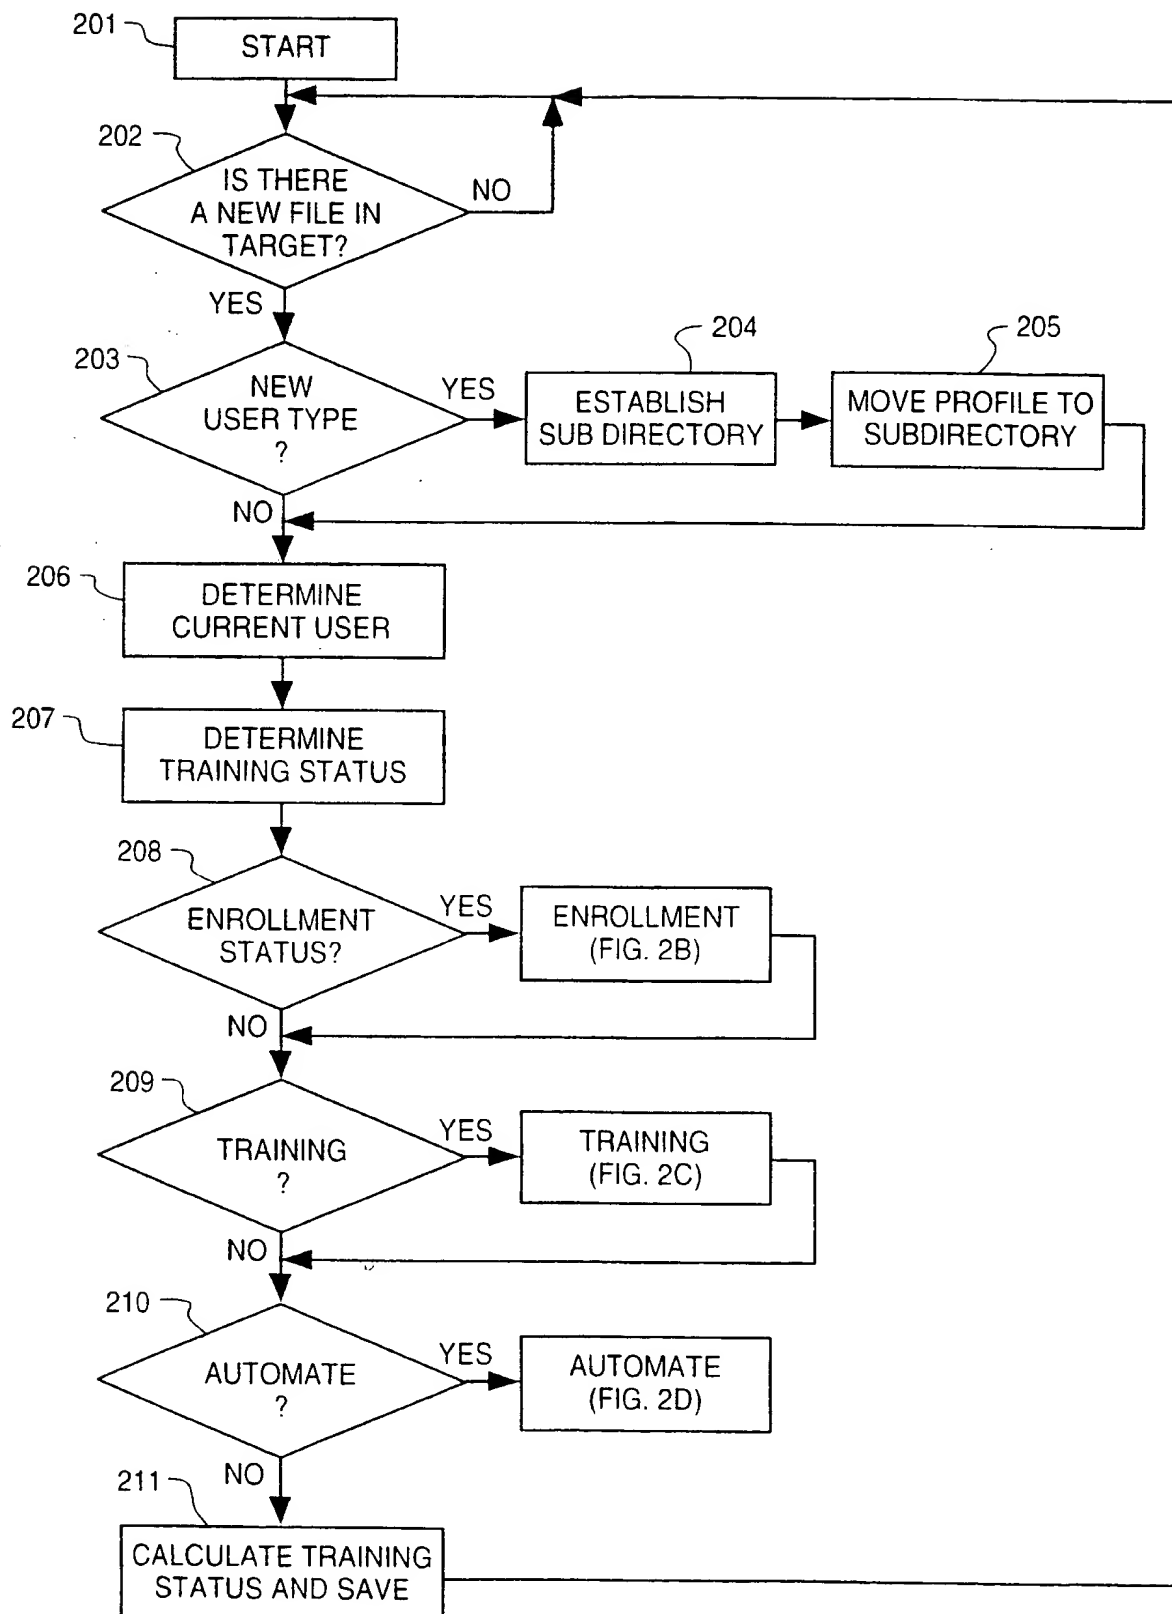 201
START
202
IS THERE
A NEW FILE IN
TARGET?
NO
YES
203
NEW
USER TYPE
?
YES
204
ESTABLISH
SUB DIRECTORY
205
MOVE PROFILE TO
SUBDIRECTORY
NO
206
DETERMINE
CURRENT USER
207
DETERMINE
TRAINING STATUS
208
ENROLLMENT
STATUS?
YES
ENROLLMENT
(FIG. 2B)
NO
209
TRAINING
?
YES
TRAINING
(FIG. 2C)
NO
210
AUTOMATE
?
YES
AUTOMATE
(FIG. 2D)
NO
211
CALCULATE TRAINING
STATUS AND SAVE